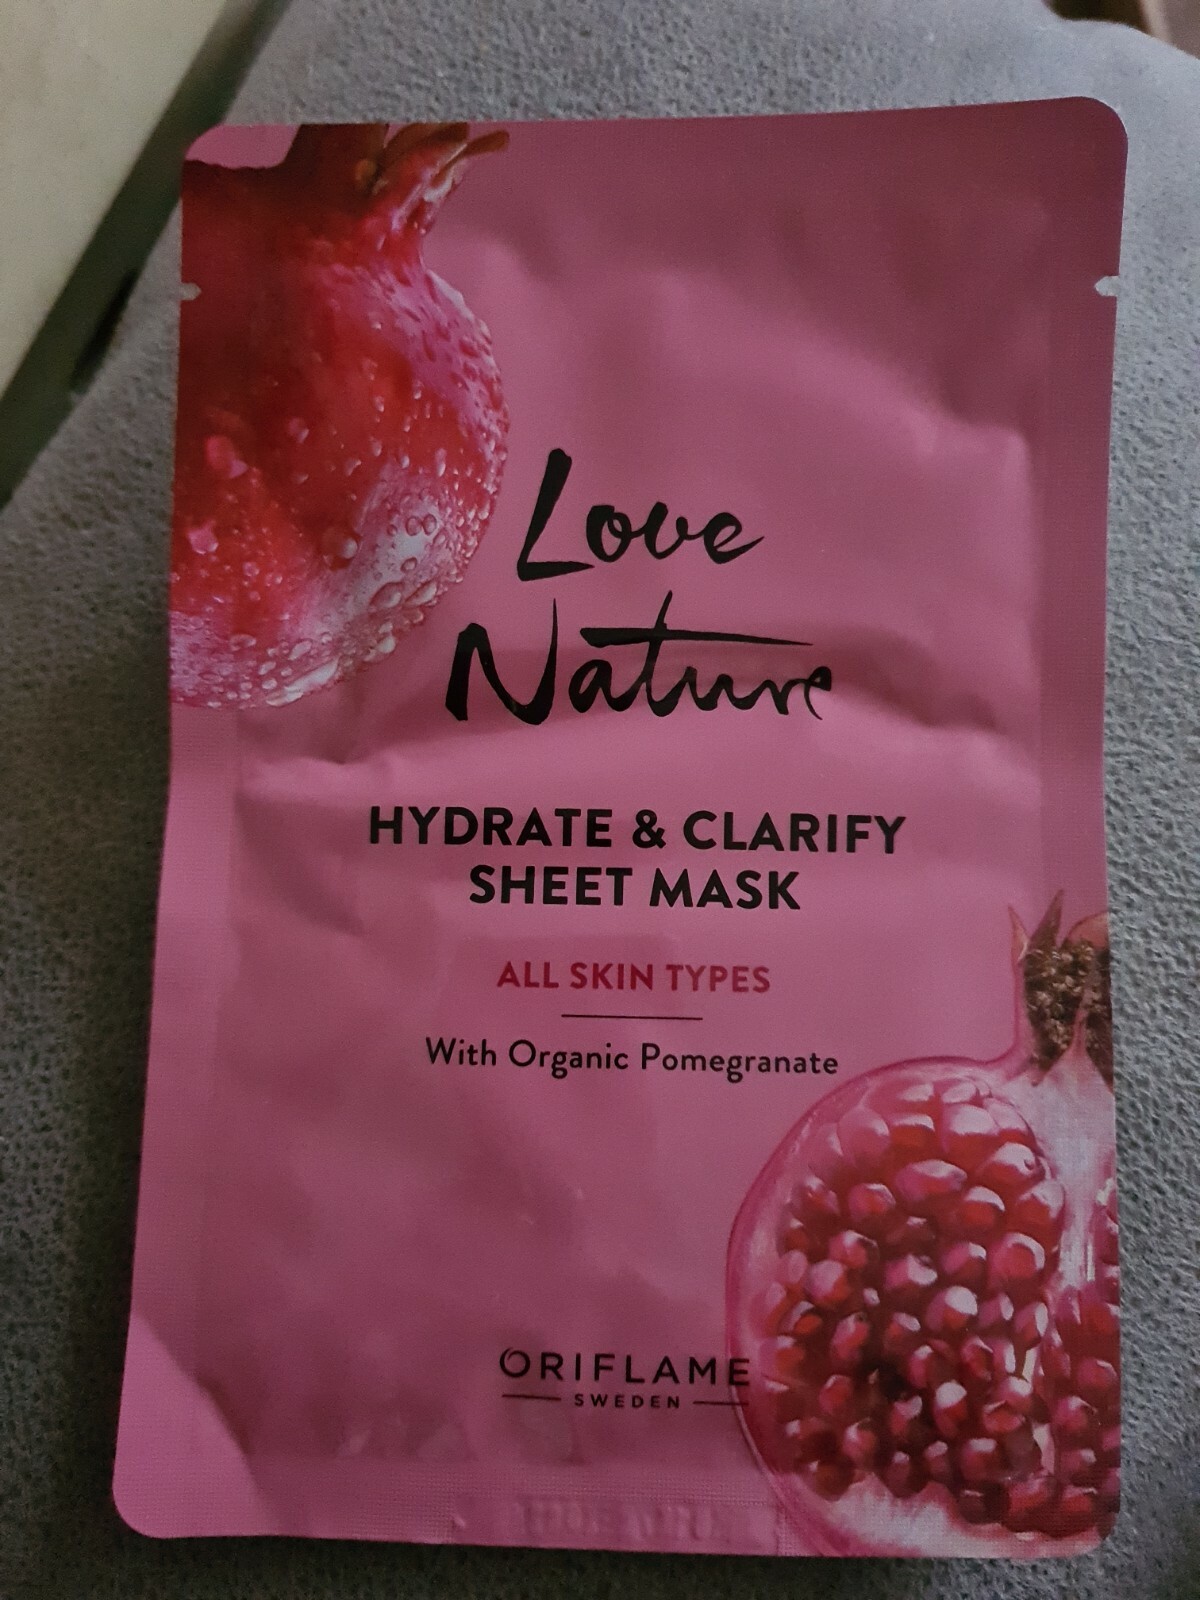 Love
Nature
HYDRATE & CLARIFY
SHEET MASK
ALL SKIN TYPES
With Organic Pomegranate
ORIFLAME
SWEDEN